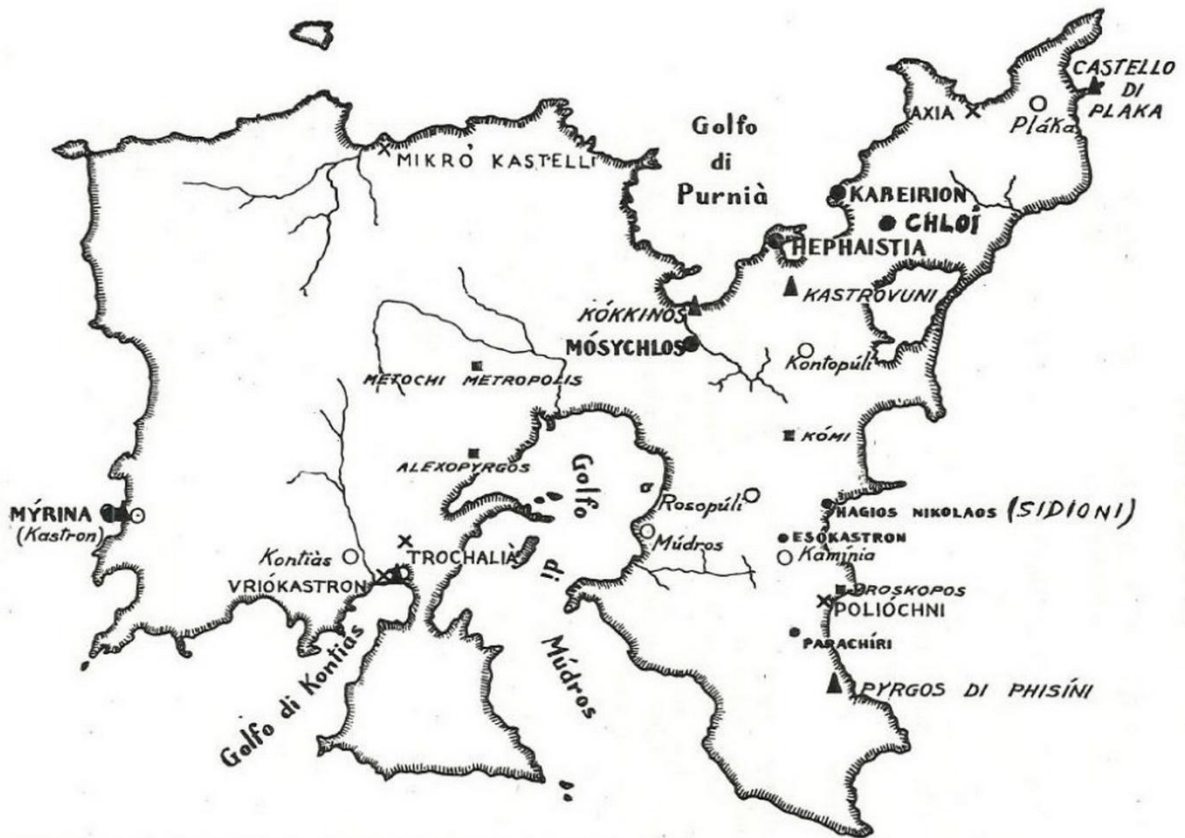 CASTELLO
DI
PLAKA
AXIA
Pláka
Golfo
di
Purnià
MIKRÒ KASTELLI
KABEIRION
CHLOÍ
HEPHAISTIA
KASTROVUNI
KÓKKINOS
MÓSYCHLOS
Kontopúli
METOCHI METROPOLIS
KÓMI
ALEXOPYRGOS
Golfo
di
Múdros
MÝRINA
(Kastron)
Rosopúli
HAGIOS NIKOLAOS (SIDIONI)
Múdros
ESOKASTRON
Kamínia
Kontiàs
TROCHALIÀ
VRIÓKASTRON
PROSKOPOS
POLIÓCHNI
PARACHÍRI
Golfo di Kontiàs
PYRGOS DI PHISÍNI